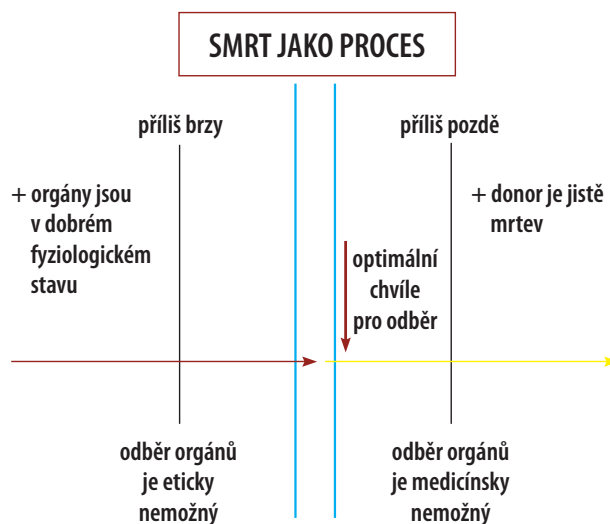 SMRT JAKO PROCES
příliš brzy
příliš pozdě
+ orgány jsou
v dobrém
fyziologickém
stavu
+ donor je jistě
mrtev
optimální
chvíle
pro odběr
odběr orgánů
je eticky
nemožný
odběr orgánů
je medicínsky
nemožný